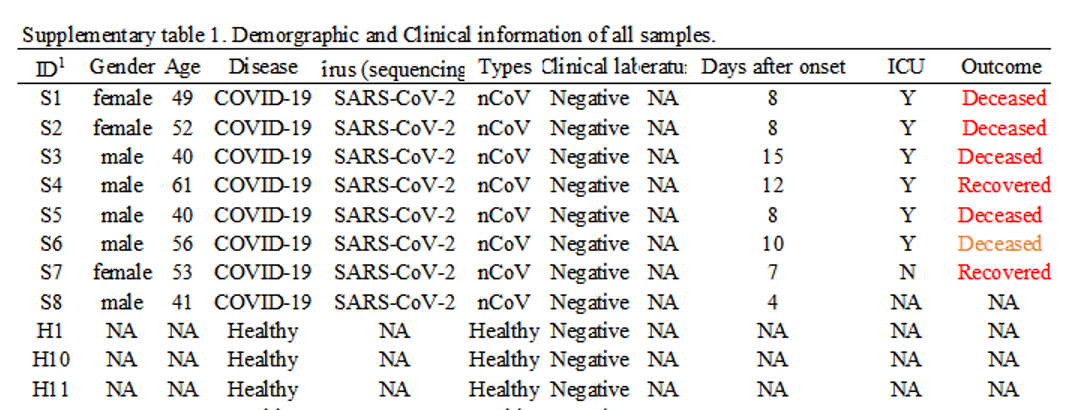 Supplementary table 1. Demorgraphic and Clinical information of all samples.
ID1 Gender Age Disease irus (sequencing Types Clinical lab eratu Days after onset ICU Outcome
S1 female 49 COVID-19 SARS-CoV-2 nCoV Negative NA 8 Y Deceased
S2 female 52 COVID-19 SARS-CoV-2 nCoV Negative NA 8 Y Deceased
S3 male 40 COVID-19 SARS-CoV-2 nCoV Negative NA 15 Y Deceased
S4 male 61 COVID-19 SARS-CoV-2 nCoV Negative NA 12 Y Recovered
S5 male 40 COVID-19 SARS-CoV-2 nCoV Negative NA 8 Y Deceased
S6 male 56 COVID-19 SARS-CoV-2 nCoV Negative NA 10 Y Deceased
S7 female 53 COVID-19 SARS-CoV-2 nCoV Negative NA 7 N Recovered
S8 male 41 COVID-19 SARS-CoV-2 nCoV Negative NA 4 NA NA
H1 NA NA Healthy NA Healthy Negative NA NA NA NA
H10 NA NA Healthy NA Healthy Negative NA NA NA NA
H11 NA NA Healthy NA Healthy Negative NA NA NA NA